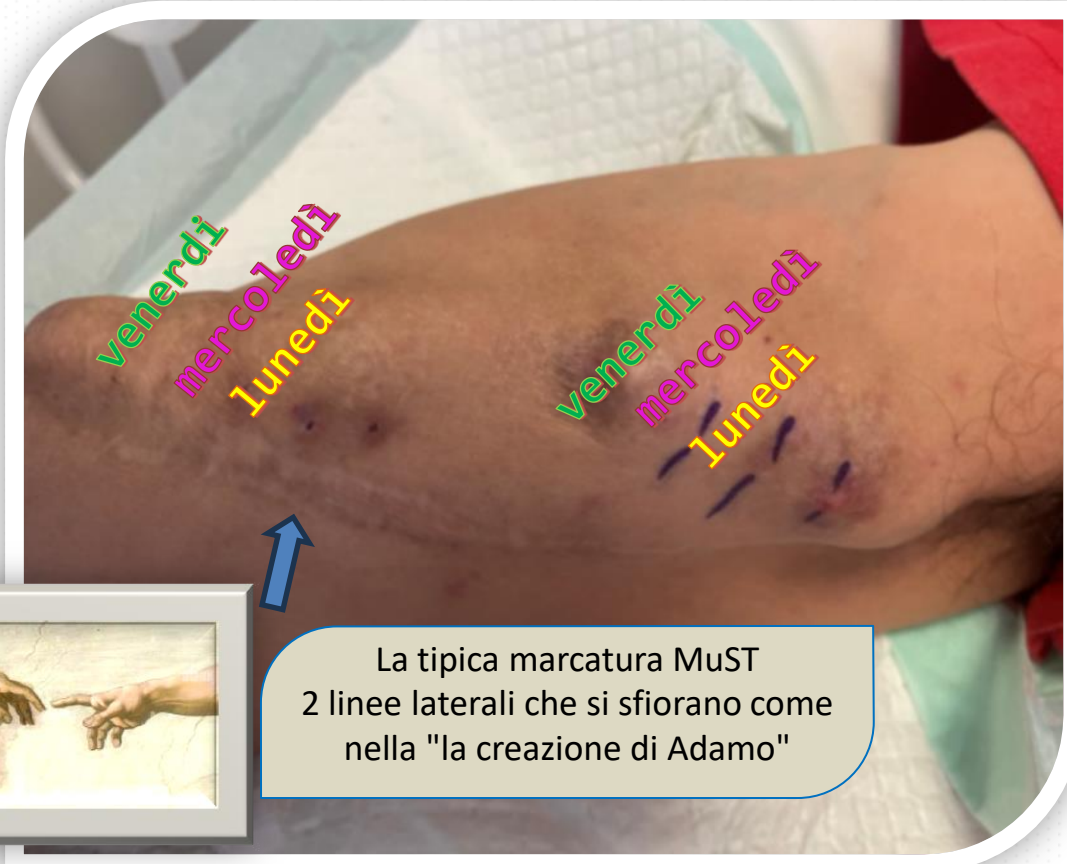 venerdì
mercoledì
lunedì
venerdì
mercoledì
lunedì
La tipica marcatura MuST
2 linee laterali che si sfiorano come
nella "la creazione di Adamo"